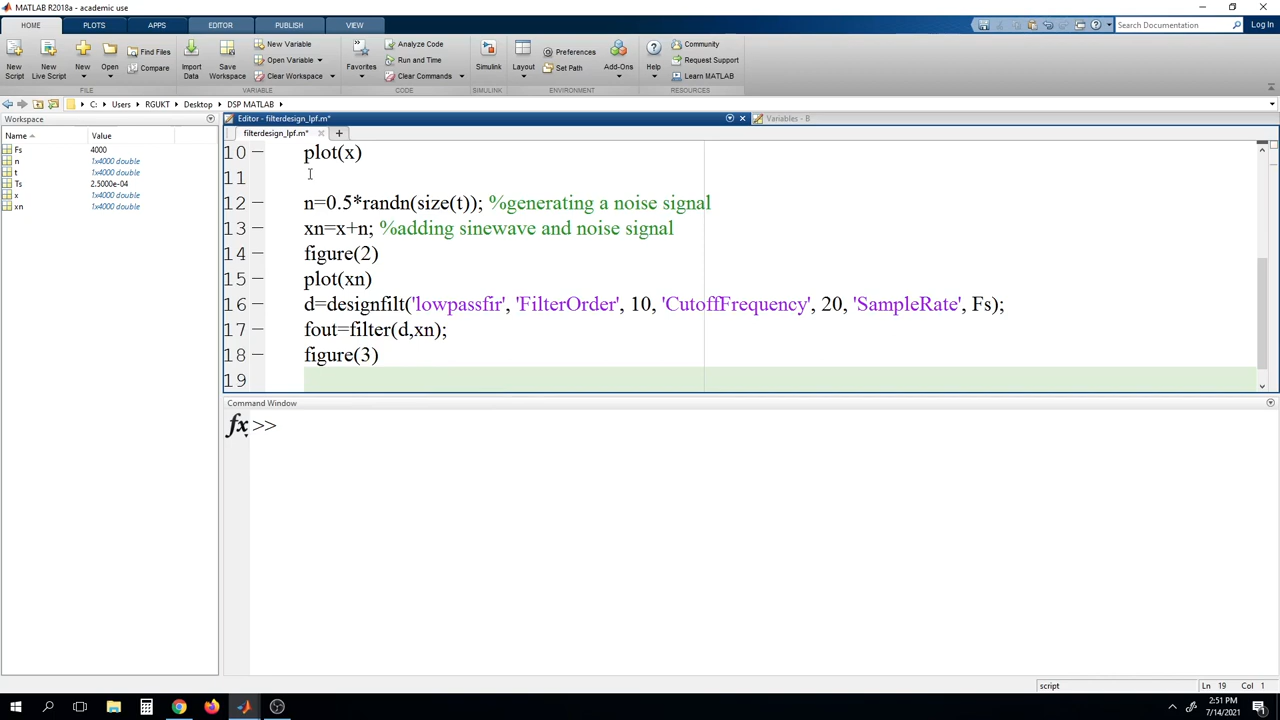 MATLAB R2018a - academic use
HOME PLOTS APPS EDITOR PUBLISH VIEW Search Documentation Log In
New Script New Live Script New Open Find Files Compare Import Data Save Workspace New Variable Open Variable Clear Workspace Favorites Analyze Code Run and Time Clear Commands Simulink Layout Preferences Set Path Add-Ons Help Community Request Support Learn MATLAB
FILE VARIABLE CODE SIMULINK ENVIRONMENT RESOURCES
C: Users RGUKT Desktop DSP MATLAB
Workspace
Name Value
Fs 4000
n 1x4000 double
t 1x4000 double
Ts 2.5000e-04
x 1x4000 double
xn 1x4000 double
Editor - filterdesign_lpf.m* Variables - B
filterdesign_lpf.m*
10 plot(x)
11
12 n=0.5*randn(size(t)); %generating a noise signal
13 xn=x+n; %adding sinewave and noise signal
14 figure(2)
15 plot(xn)
16 d=designfilt('lowpassfir', 'FilterOrder', 10, 'CutoffFrequency', 20, 'SampleRate', Fs);
17 fout=filter(d,xn);
18 figure(3)
19
Command Window
fx >>
script Ln 19 Col 1
2:51 PM
7/14/2021